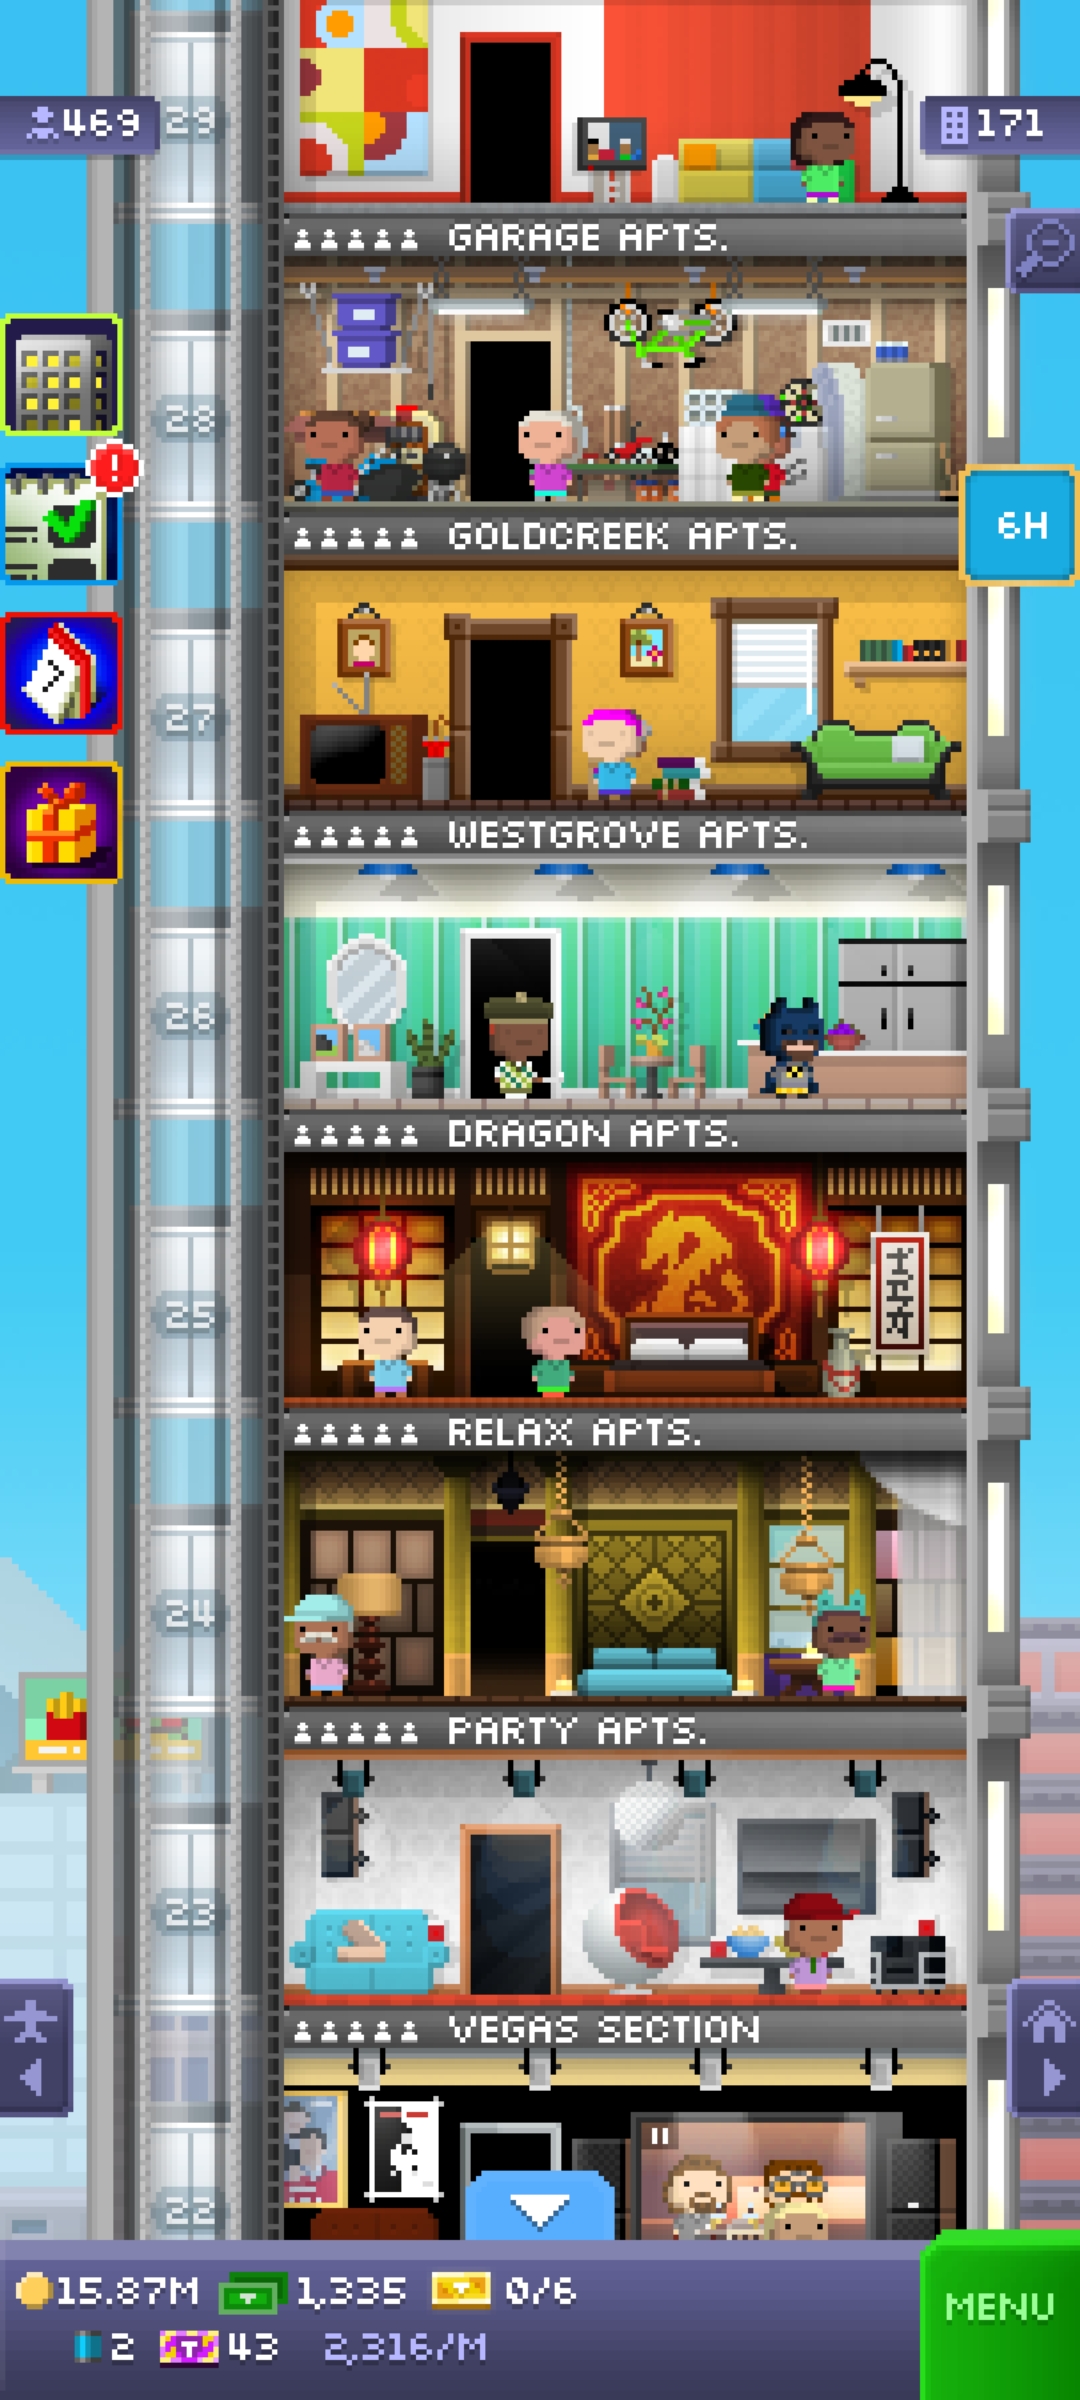 469
29
171
GARAGE APTS.
28
GOLDCREEK APTS.
6H
27
WESTGROVE APTS.
26
DRAGON APTS.
25
RELAX APTS.
24
PARTY APTS.
23
VEGAS SECTION
22
15.87M 1,335 0/6
2 43 2,316/M
MENU